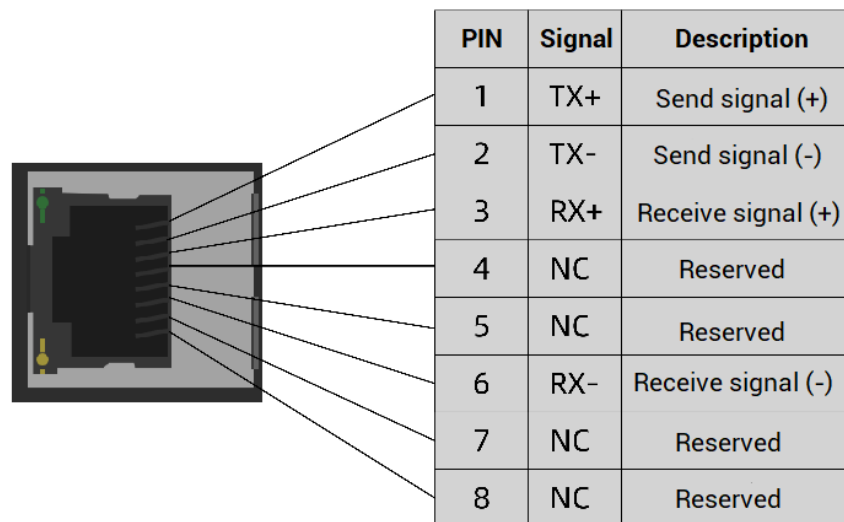 PIN Signal Description
1 TX+ Send signal (+)
2 TX- Send signal (-)
3 RX+ Receive signal (+)
4 NC Reserved
5 NC Reserved
6 RX- Receive signal (-)
7 NC Reserved
8 NC Reserved